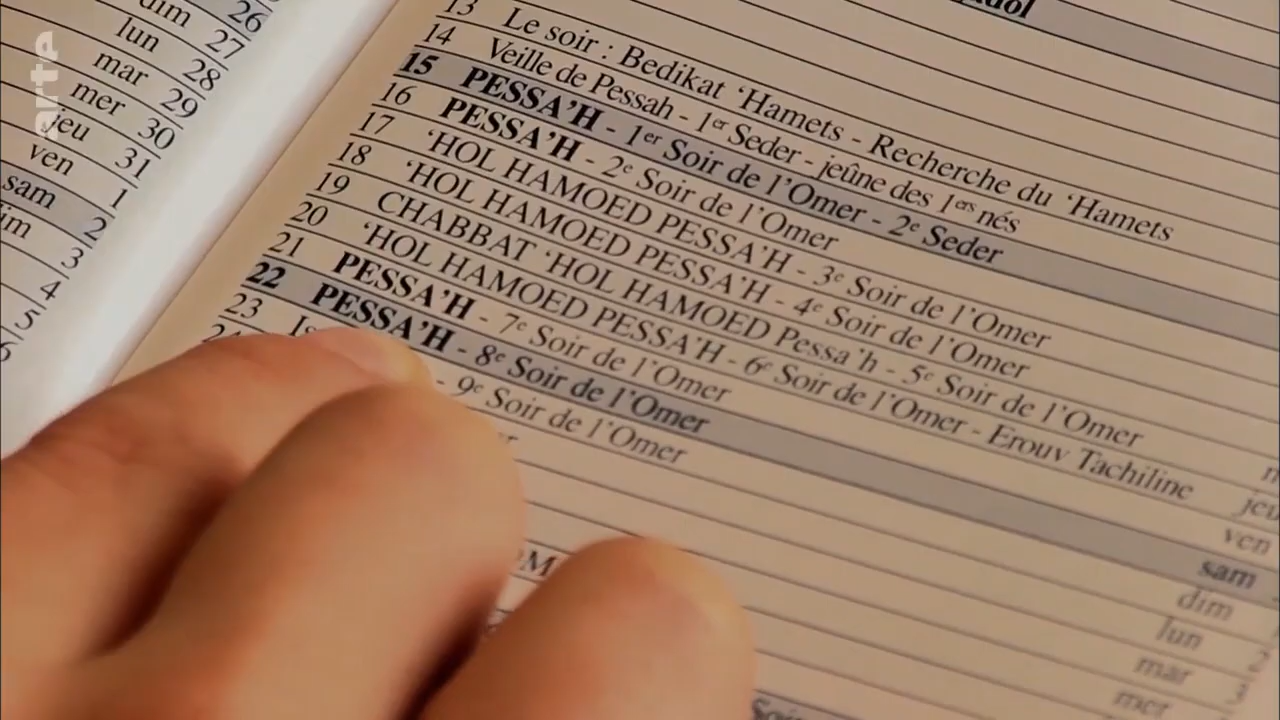 arte
dim 26
lun 27
mar 28
mer 29
jeu 30
ven 31
sam 1
2
3
4
5
6
13 Le soir : Bedikat ‘Hamets - Recherche du ‘Hamets
14 Veille de Pessah - 1er Seder - jeûne des 1ers nés
15 PESSA’H - 1er Soir de l’Omer - 2e Seder
16 PESSA’H - 2e Soir de l’Omer
17 ‘HOL HAMOED PESSA’H - 3e Soir de l’Omer
18 ‘HOL HAMOED PESSA’H - 4e Soir de l’Omer
19 CHABBAT ‘HOL HAMOED Pessa’h - 5e Soir de l’Omer
20 ‘HOL HAMOED PESSA’H - 6e Soir de l’Omer - Erouv Tachiline
21 PESSA’H - 7e Soir de l’Omer jeu
22 PESSA’H - 8e Soir de l’Omer ven
23 - 9e Soir de l’Omer sam
dim
lun
mar
mer